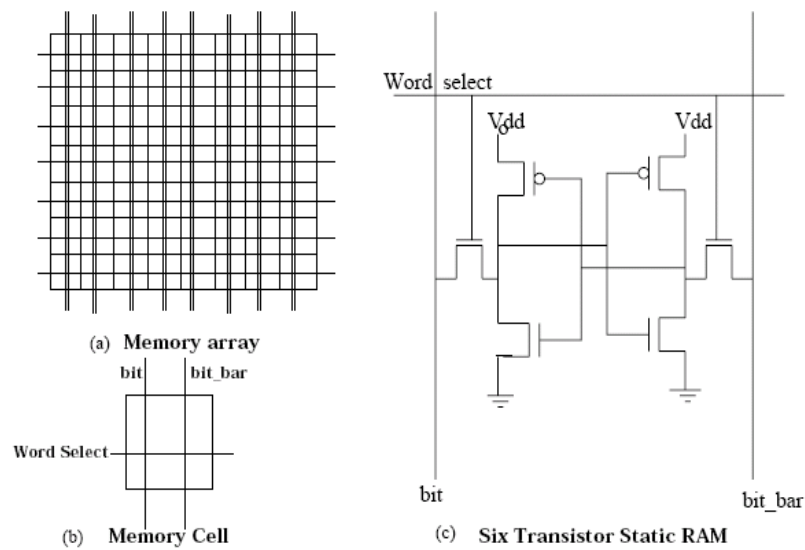 (a) Memory array
bit
bit_bar
Word Select
(b) Memory Cell
Word select
Vdd
Vdd
bit
bit_bar
(c) Six Transistor Static RAM